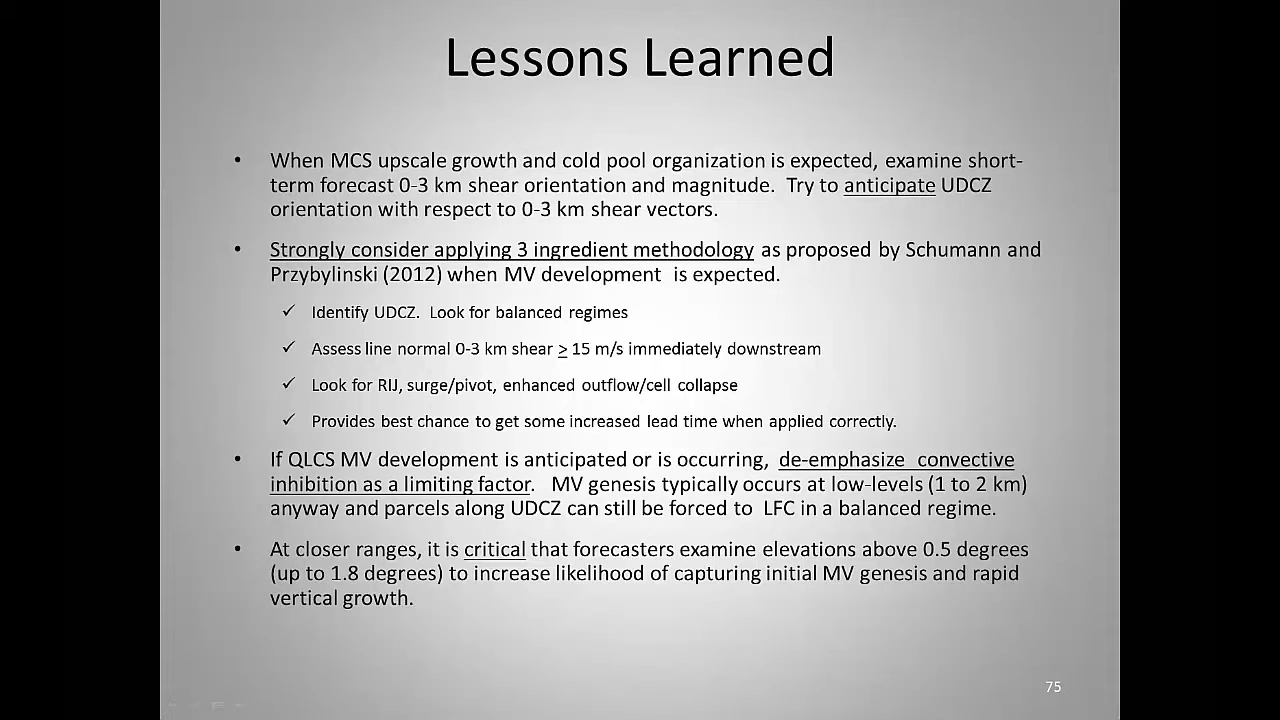 Lessons Learned
• When MCS upscale growth and cold pool organization is expected, examine short-
term forecast 0-3 km shear orientation and magnitude. Try to anticipate UDCZ
orientation with respect to 0-3 km shear vectors.
• Strongly consider applying 3 ingredient methodology as proposed by Schumann and
Przybylinski (2012) when MV development is expected.
✓ Identify UDCZ. Look for balanced regimes
✓ Assess line normal 0-3 km shear ≥ 15 m/s immediately downstream
✓ Look for RIJ, surge/pivot, enhanced outflow/cell collapse
✓ Provides best chance to get some increased lead time when applied correctly.
• If QLCS MV development is anticipated or is occurring, de-emphasize convective
inhibition as a limiting factor. MV genesis typically occurs at low-levels (1 to 2 km)
anyway and parcels along UDCZ can still be forced to LFC in a balanced regime.
• At closer ranges, it is critical that forecasters examine elevations above 0.5 degrees
(up to 1.8 degrees) to increase likelihood of capturing initial MV genesis and rapid
vertical growth.
75